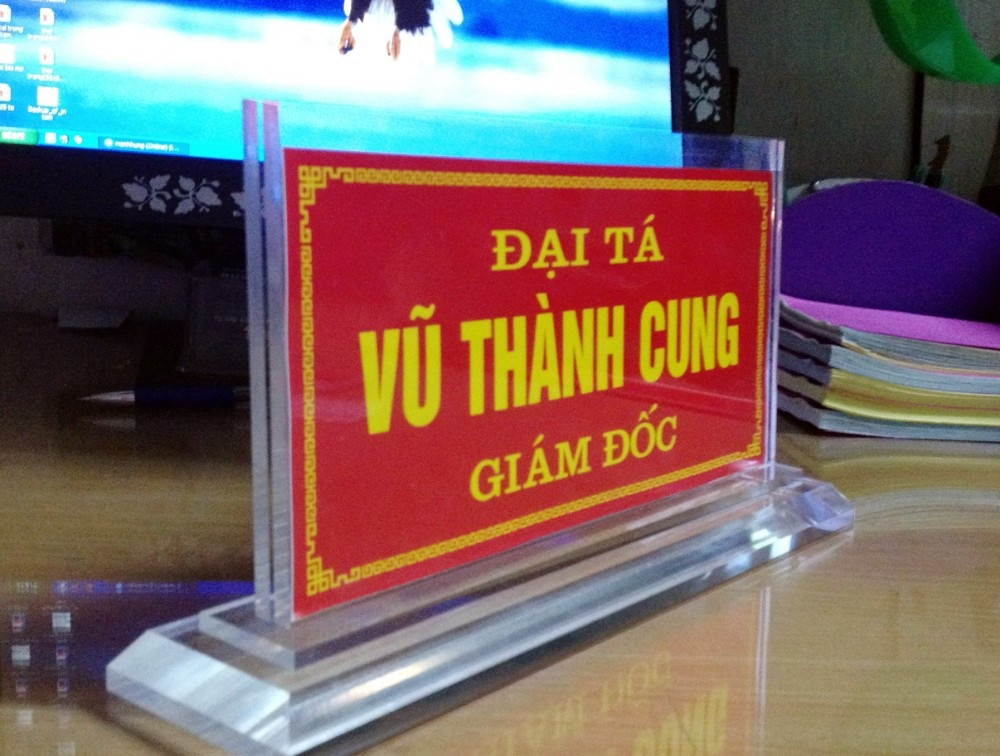 ĐẠI TÁ
VŨ THÀNH CUNG
GIÁM ĐỐC